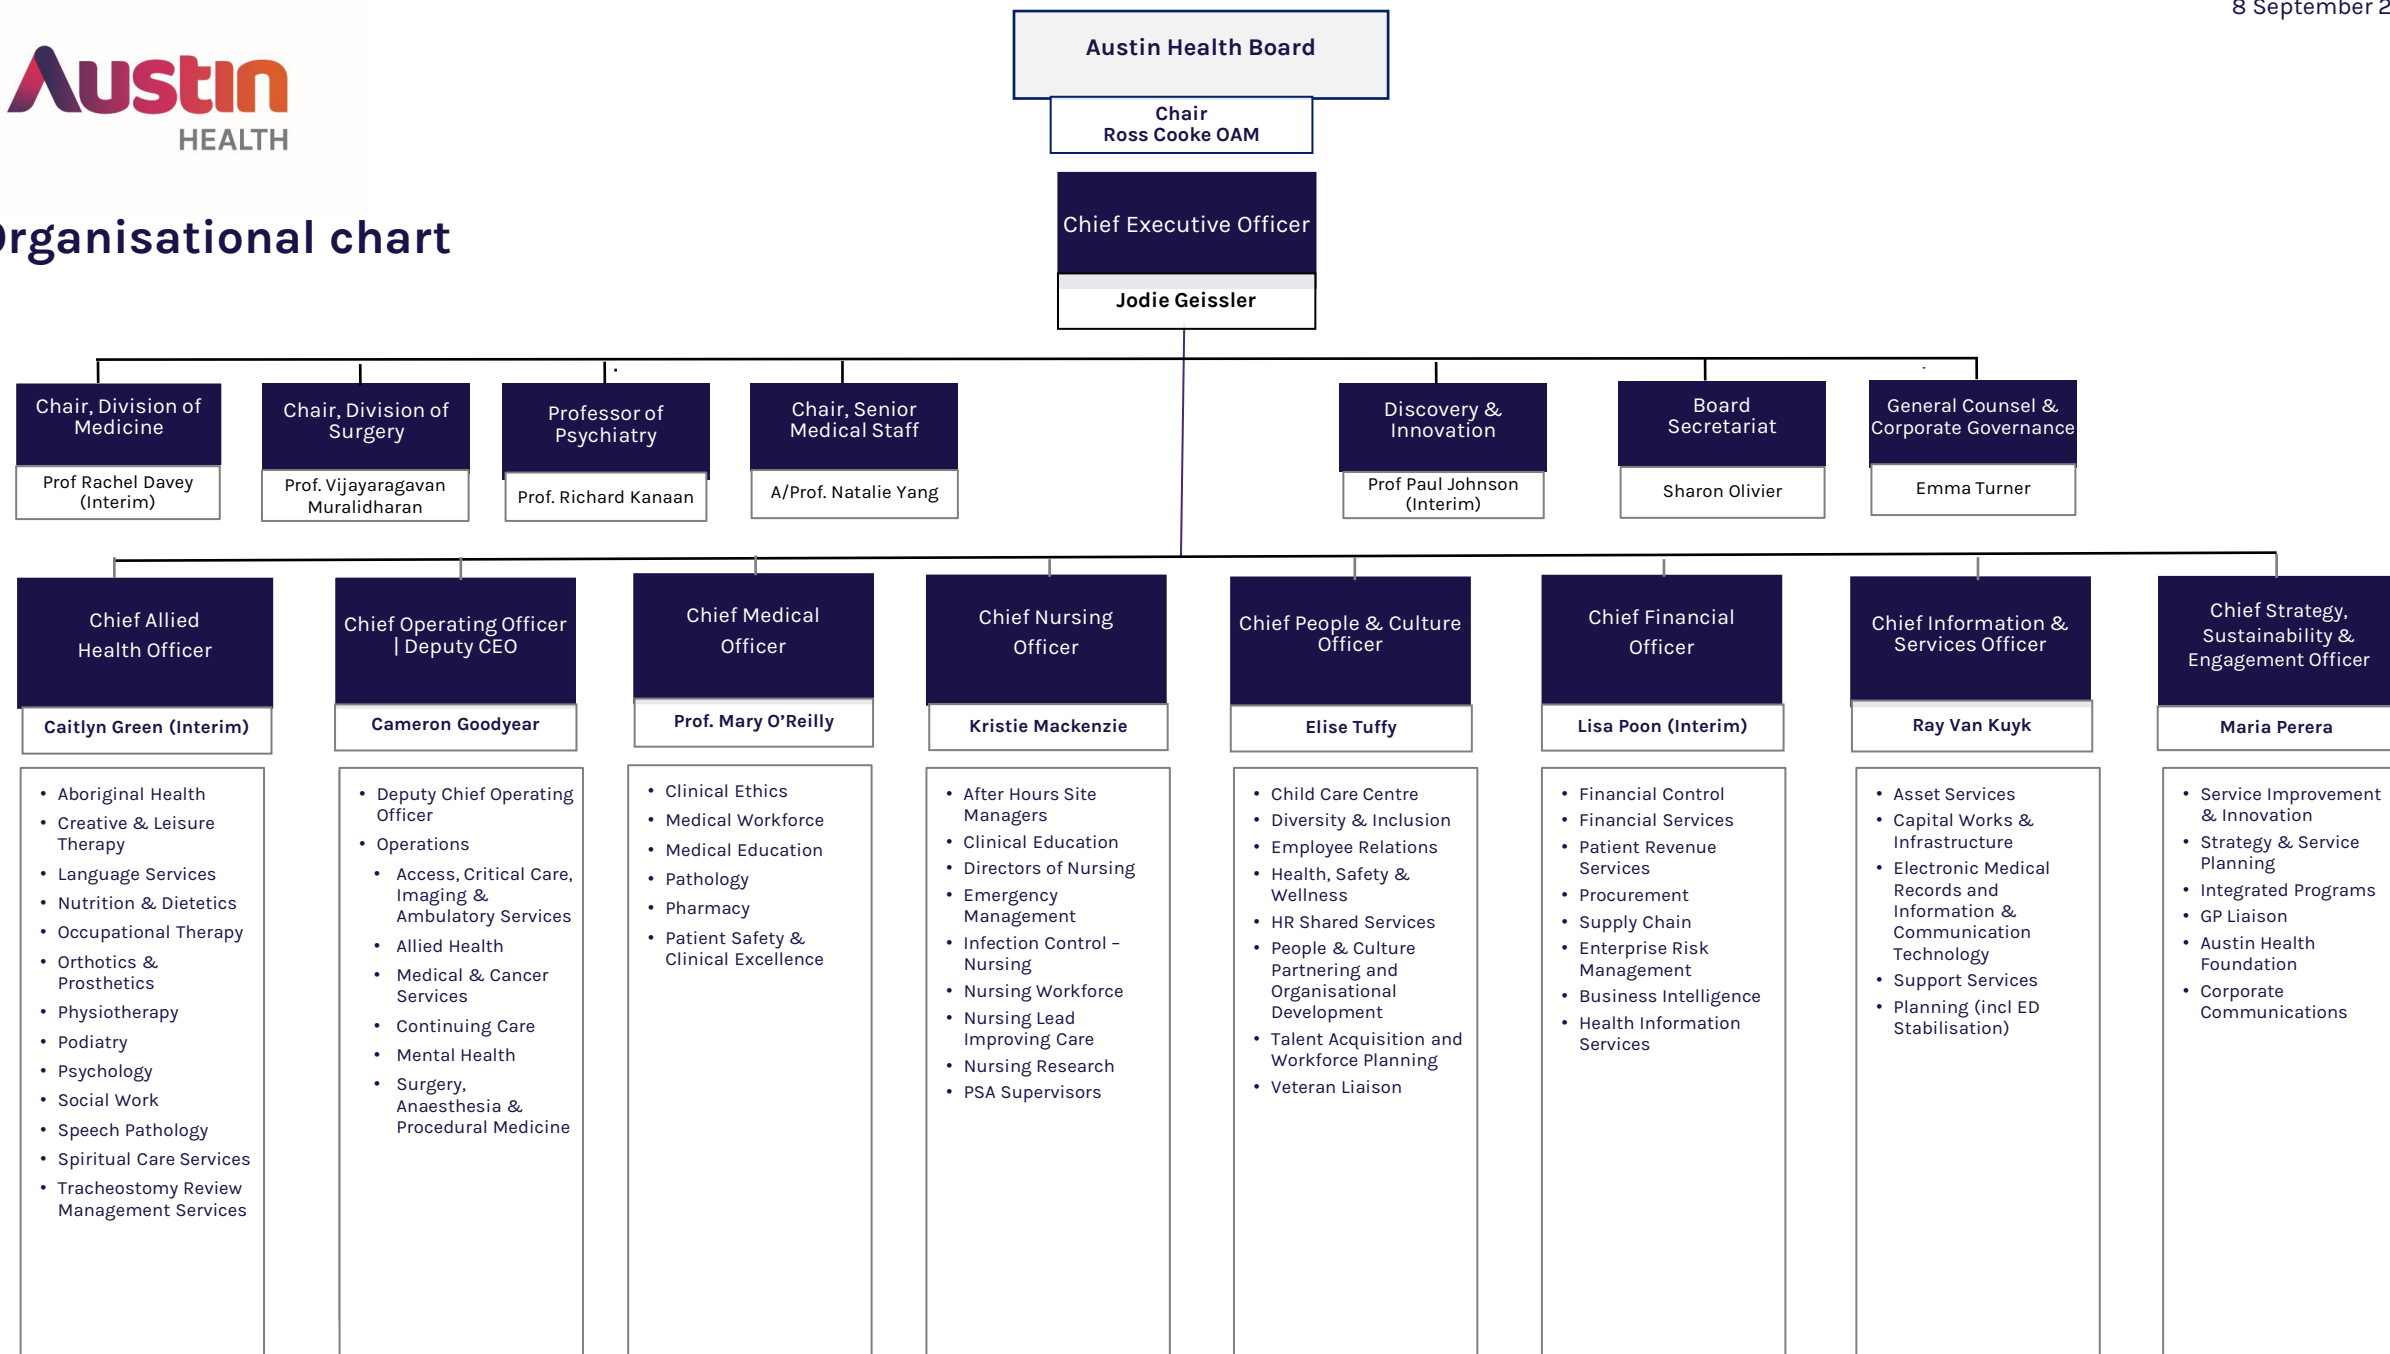 8 September 2
Austin
HEALTH
Organisational chart
Austin Health Board
Chair
Ross Cooke OAM
Chief Executive Officer
Jodie Geissler
Chair, Division of
Medicine
Prof Rachel Davey
(Interim)
Chair, Division of
Surgery
Prof. Vijayaragavan
Muralidharan
Professor of
Psychiatry
Prof. Richard Kanaan
Chair, Senior
Medical Staff
A/Prof. Natalie Yang
Discovery &
Innovation
Prof Paul Johnson
(Interim)
Board
Secretariat
Sharon Olivier
General Counsel &
Corporate Governance
Emma Turner
Chief Allied
Health Officer
Caitlyn Green (Interim)
• Aboriginal Health
• Creative & Leisure
Therapy
• Language Services
• Nutrition & Dietetics
• Occupational Therapy
• Orthotics &
Prosthetics
• Physiotherapy
• Podiatry
• Psychology
• Social Work
• Speech Pathology
• Spiritual Care Services
• Tracheostomy Review
Management Services
Chief Operating Officer
| Deputy CEO
Cameron Goodyear
• Deputy Chief Operating
Officer
• Operations
• Access, Critical Care,
Imaging &
Ambulatory Services
• Allied Health
• Medical & Cancer
Services
• Continuing Care
• Mental Health
• Surgery,
Anaesthesia &
Procedural Medicine
Chief Medical
Officer
Prof. Mary O’Reilly
• Clinical Ethics
• Medical Workforce
• Medical Education
• Pathology
• Pharmacy
• Patient Safety &
Clinical Excellence
Chief Nursing
Officer
Kristie Mackenzie
• After Hours Site
Managers
• Clinical Education
• Directors of Nursing
• Emergency
Management
• Infection Control –
Nursing
• Nursing Workforce
• Nursing Lead
Improving Care
• Nursing Research
• PSA Supervisors
Chief People & Culture
Officer
Elise Tuffy
• Child Care Centre
• Diversity & Inclusion
• Employee Relations
• Health, Safety &
Wellness
• HR Shared Services
• People & Culture
Partnering and
Organisational
Development
• Talent Acquisition and
Workforce Planning
• Veteran Liaison
Chief Financial
Officer
Lisa Poon (Interim)
• Financial Control
• Financial Services
• Patient Revenue
Services
• Procurement
• Supply Chain
• Enterprise Risk
Management
• Business Intelligence
• Health Information
Services
Chief Information &
Services Officer
Ray Van Kuyk
• Asset Services
• Capital Works &
Infrastructure
• Electronic Medical
Records and
Information &
Communication
Technology
• Support Services
• Planning (incl ED
Stabilisation)
Chief Strategy,
Sustainability &
Engagement Officer
Maria Perera
• Service Improvement
& Innovation
• Strategy & Service
Planning
• Integrated Programs
• GP Liaison
• Austin Health
Foundation
• Corporate
Communications